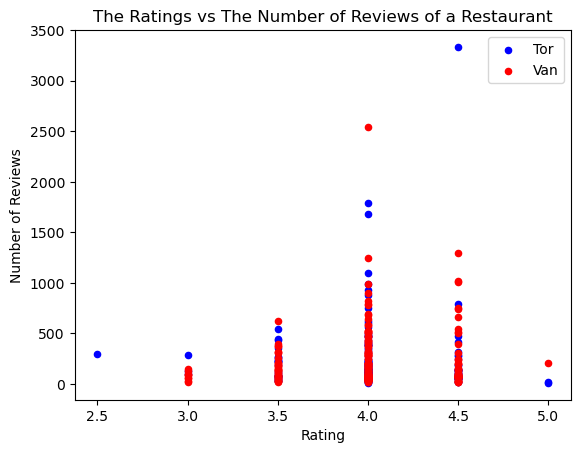 The Ratings vs The Number of Reviews of a Restaurant
Tor
Van
Number of Reviews
3500
3000
2500
2000
1500
1000
500
0
2.5 3.0 3.5 4.0 4.5 5.0
Rating